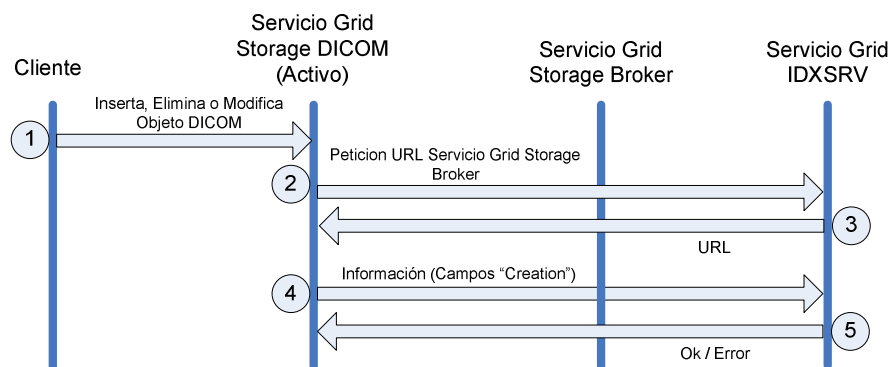 Cliente
Servicio Grid
Storage DICOM
(Activo)
Servicio Grid
Storage Broker
Servicio Grid
IDXSRV
1
Inserta, Elimina o Modifica
Objeto DICOM
2
Peticion URL Servicio Grid Storage
Broker
3
URL
4
Información (Campos “Creation”)
5
Ok / Error